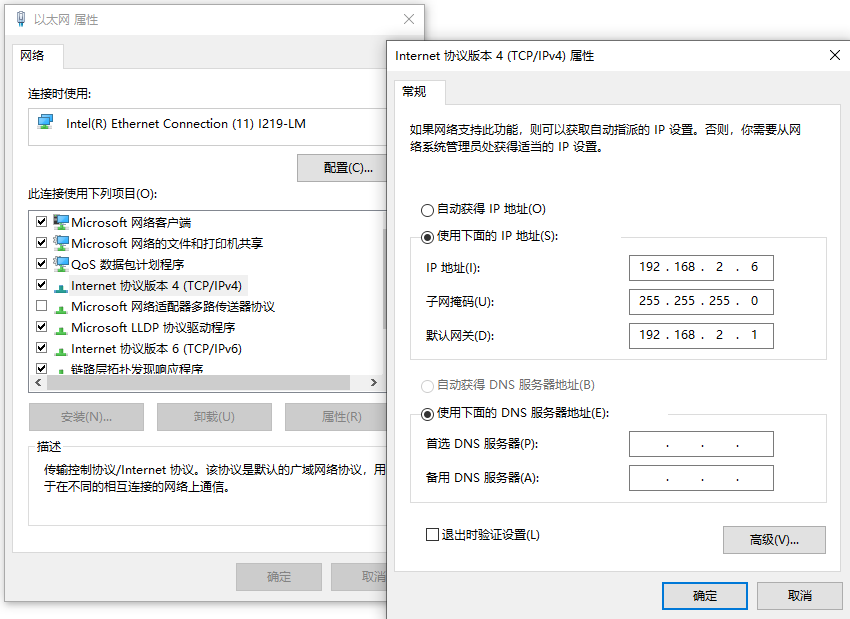 以太网 属性
网络
连接时使用:
Intel(R) Ethernet Connection (11) I219-LM
配置(C)...
此连接使用下列项目(O):
Microsoft 网络客户端
Microsoft 网络的文件和打印机共享
QoS 数据包计划程序
Internet 协议版本 4 (TCP/IPv4)
Microsoft 网络适配器多路传送器协议
Microsoft LLDP 协议驱动程序
Internet 协议版本 6 (TCP/IPv6)
链路层拓扑发现响应程序
安装(N)...
卸载(U)
属性(R)
描述
传输控制协议/Internet 协议。该协议是默认的广域网络协议，用
于在不同的相互连接的网络上通信。
确定
取消
Internet 协议版本 4 (TCP/IPv4) 属性
常规
如果网络支持此功能，则可以获取自动指派的 IP 设置。否则，你需要从网
络系统管理员处获得适当的 IP 设置。
自动获得 IP 地址(O)
使用下面的 IP 地址(S):
IP 地址(I):
192 . 168 . 2 . 6
子网掩码(U):
255 . 255 . 255 . 0
默认网关(D):
192 . 168 . 2 . 1
自动获得 DNS 服务器地址(B)
使用下面的 DNS 服务器地址(E):
首选 DNS 服务器(P):
. . .
备用 DNS 服务器(A):
. . .
退出时验证设置(L)
高级(V)...
确定
取消